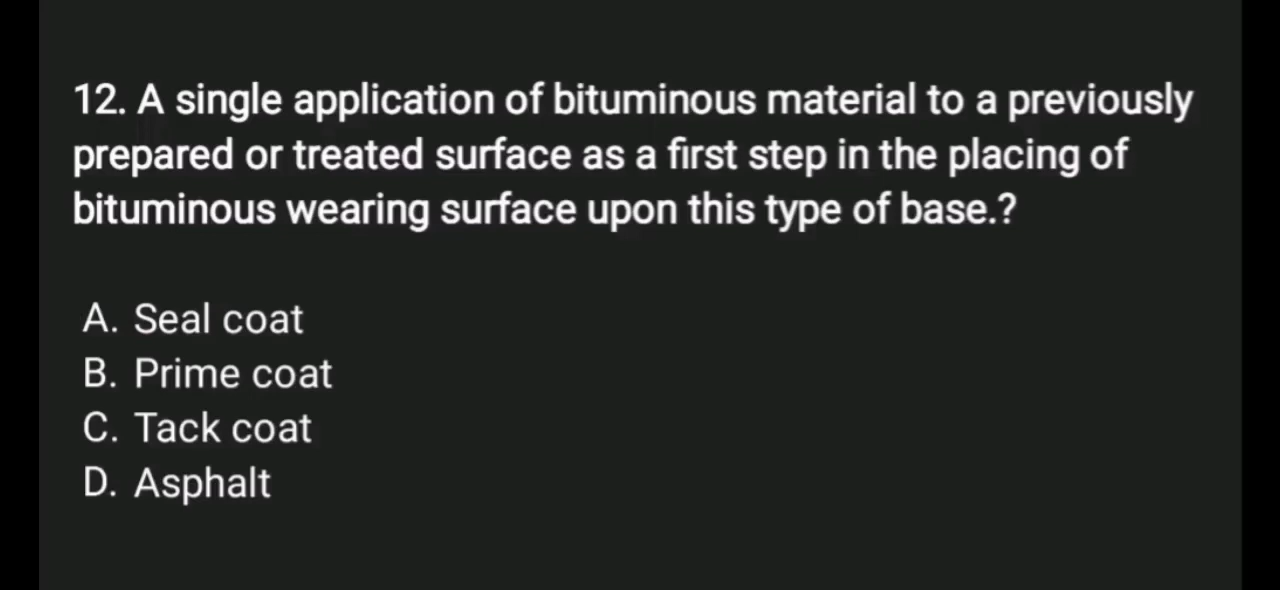 12. A single application of bituminous material to a previously
prepared or treated surface as a first step in the placing of
bituminous wearing surface upon this type of base.?
A. Seal coat
B. Prime coat
C. Tack coat
D. Asphalt